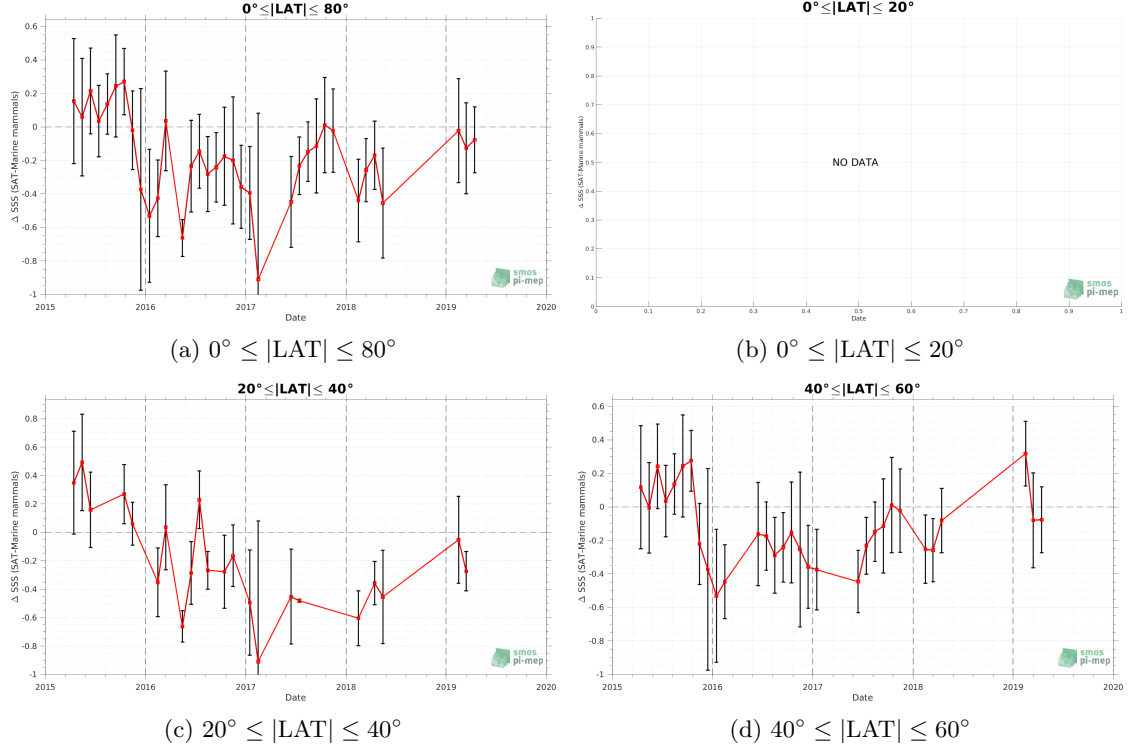 0°≤|LAT|≤ 80°
Δ SSS (SAT-Marine mammals)
0.6
0.4
0.2
0
-0.2
-0.4
-0.6
-0.8
-1
2015 2016 2017 2018 2019 2020
Date
smos
pi-mep
(a) 0° ≤ |LAT| ≤ 80°
0°≤|LAT|≤ 20°
Δ SSS (SAT-Marine mammals)
1
0.9
0.8
0.7
0.6
0.5
0.4
0.3
0.2
0.1
0
NO DATA
0 0.1 0.2 0.3 0.4 0.5 0.6 0.7 0.8 0.9 1
Date
smos
pi-mep
(b) 0° ≤ |LAT| ≤ 20°
20°≤|LAT|≤ 40°
Δ SSS (SAT-Marine mammals)
0.8
0.6
0.4
0.2
0
-0.2
-0.4
-0.6
-0.8
-1
2015 2016 2017 2018 2019 2020
Date
smos
pi-mep
(c) 20° ≤ |LAT| ≤ 40°
40°≤|LAT|≤ 60°
Δ SSS (SAT-Marine mammals)
0.6
0.4
0.2
0
-0.2
-0.4
-0.6
-0.8
-1
2015 2016 2017 2018 2019 2020
Date
smos
pi-mep
(d) 40° ≤ |LAT| ≤ 60°